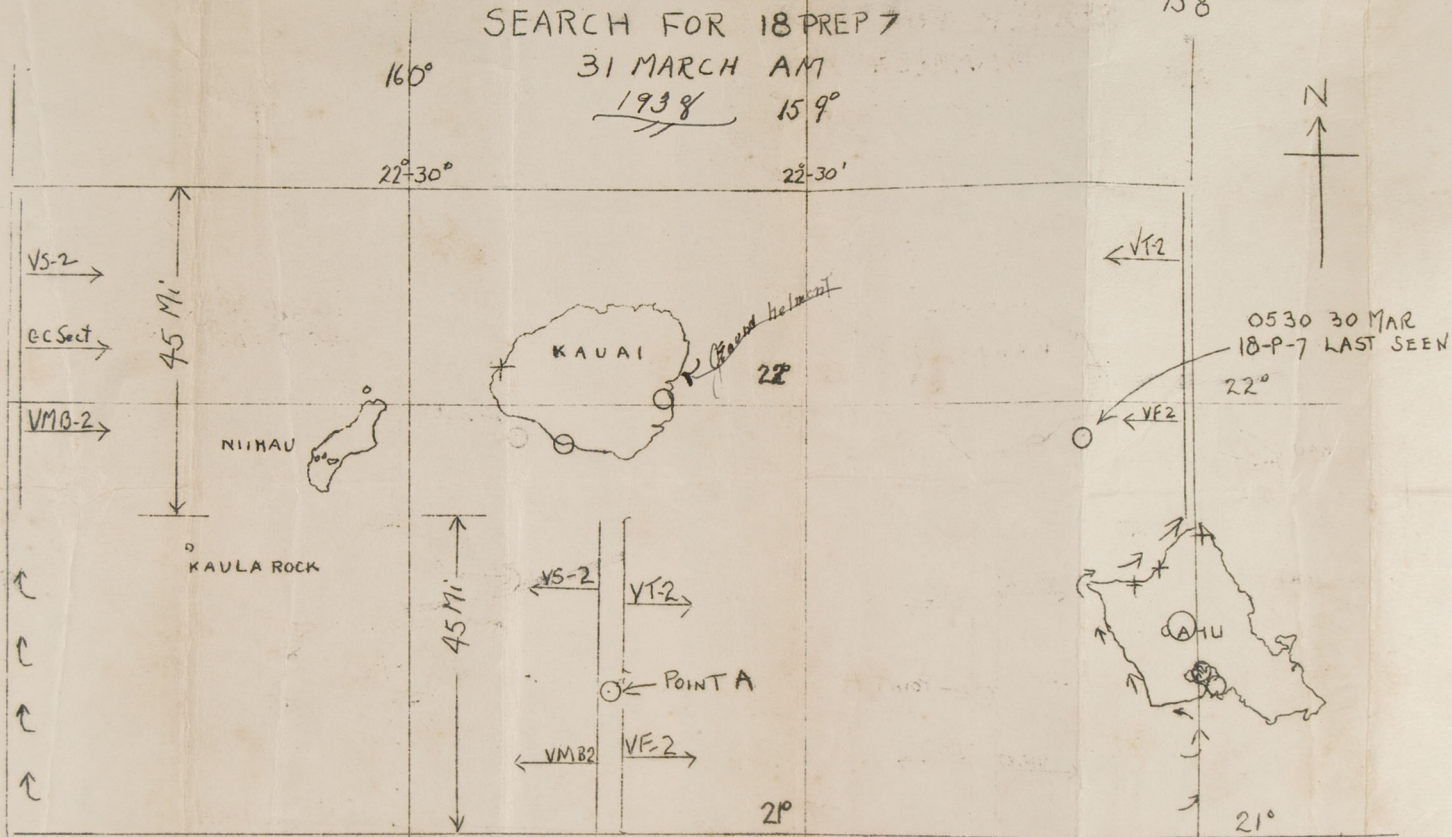 158
SEARCH FOR 18 PREP 7
31 MARCH AM
1938
160°
159°
N
22°-30°
22°-30'
VS-2
VT-2
45 Mi
found helment
0530 30 MAR
18-P-7 LAST SEEN
KAUAI
22°
22°
VMB-2
VF2
NIIHAU
KAULA ROCK
VS-2
VT-2
45 Mi
OAHU
POINT A
VMB2
VF-2
21°
21°